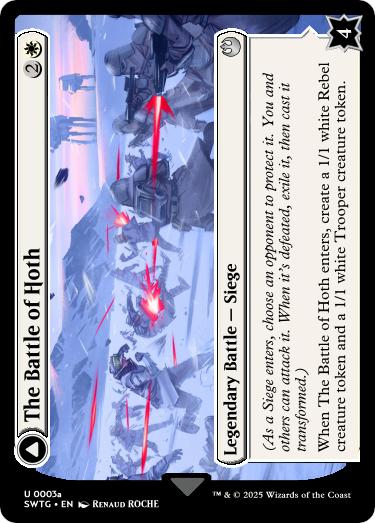 The Battle of Hoth
2
Legendary Battle — Siege
(As a Siege enters, choose an opponent to protect it. You and
others can attack it. When it's defeated, exile it, then cast it
transformed.)
When The Battle of Hoth enters, create a 1/1 white Rebel
creature token and a 1/1 white Trooper creature token.
4
U 0003a
SWTG • EN Renaud ROCHE
™ & © 2025 Wizards of the Coast